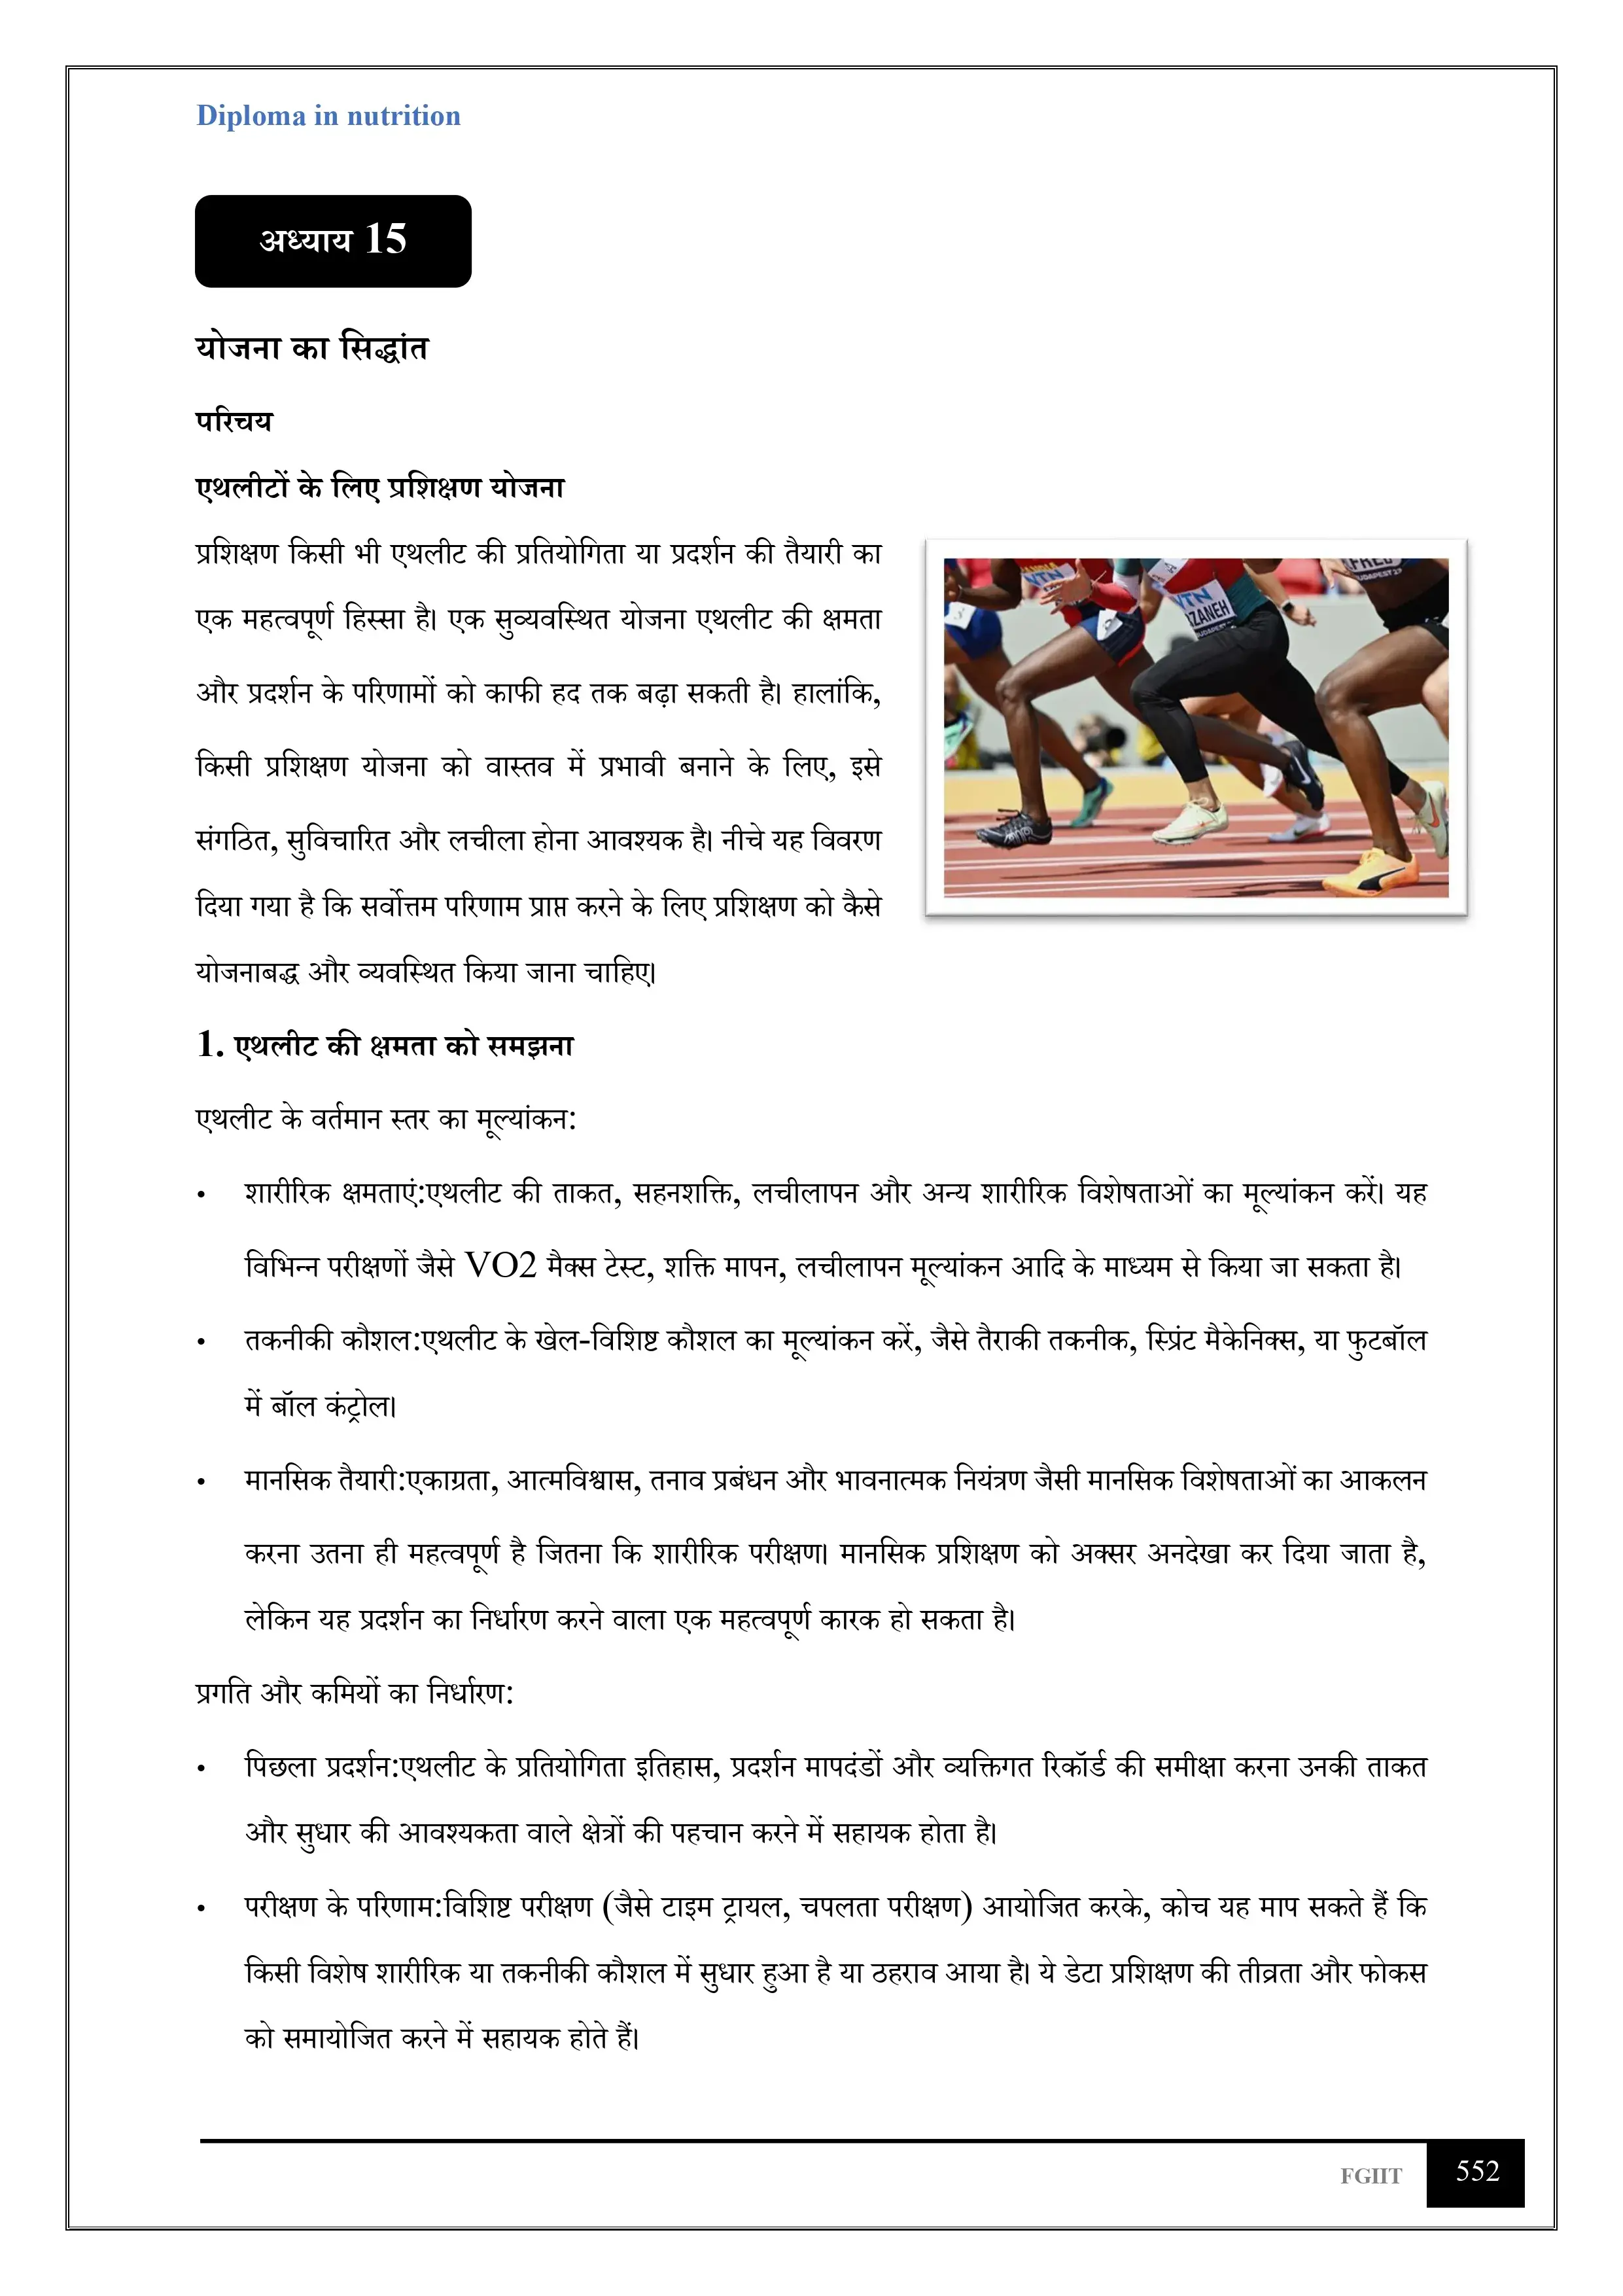 Diploma in nutrition
अध्याय 15
योजना का सिद्धांत
परिचय
एथलीटों के लिए प्रशिक्षण योजना
प्रशिक्षण किसी भी एथलीट की प्रतियोगिता या प्रदर्शन की तैयारी का
एक महत्वपूर्ण हिस्सा है। एक सुव्यवस्थित योजना एथलीट की क्षमता
और प्रदर्शन के परिणामों को काफी हद तक बढ़ा सकती है। हालांकि,
किसी प्रशिक्षण योजना को वास्तव में प्रभावी बनाने के लिए, इसे
संगठित, सुविचारित और लचीला होना आवश्यक है। नीचे यह विवरण
दिया गया है कि सर्वोत्तम परिणाम प्राप्त करने के लिए प्रशिक्षण को कैसे
योजनाबद्ध और व्यवस्थित किया जाना चाहिए।
VTN
VTN
ZANEH
BUDAPEST
1. एथलीट की क्षमता को समझना
एथलीट के वर्तमान स्तर का मूल्यांकन:
• शारीरिक क्षमताएं:एथलीट की ताकत, सहनशक्ति, लचीलापन और अन्य शारीरिक विशेषताओं का मूल्यांकन करें। यह
विभिन्न परीक्षणों जैसे VO2 मैक्स टेस्ट, शक्ति मापन, लचीलापन मूल्यांकन आदि के माध्यम से किया जा सकता है।
• तकनीकी कौशल:एथलीट के खेल-विशिष्ट कौशल का मूल्यांकन करें, जैसे तैराकी तकनीक, स्प्रिंट मैकेनिक्स, या फुटबॉल
में बॉल कंट्रोल।
• मानसिक तैयारी:एकाग्रता, आत्मविश्वास, तनाव प्रबंधन और भावनात्मक नियंत्रण जैसी मानसिक विशेषताओं का आकलन
करना उतना ही महत्वपूर्ण है जितना कि शारीरिक परीक्षण। मानसिक प्रशिक्षण को अक्सर अनदेखा कर दिया जाता है,
लेकिन यह प्रदर्शन का निर्धारण करने वाला एक महत्वपूर्ण कारक हो सकता है।
प्रगति और कमियों का निर्धारण:
• पिछला प्रदर्शन:एथलीट के प्रतियोगिता इतिहास, प्रदर्शन मापदंडों और व्यक्तिगत रिकॉर्ड की समीक्षा करना उनकी ताकत
और सुधार की आवश्यकता वाले क्षेत्रों की पहचान करने में सहायक होता है।
• परीक्षण के परिणाम:विशिष्ट परीक्षण (जैसे टाइम ट्रायल, चपलता परीक्षण) आयोजित करके, कोच यह माप सकते हैं कि
किसी विशेष शारीरिक या तकनीकी कौशल में सुधार हुआ है या ठहराव आया है। ये डेटा प्रशिक्षण की तीव्रता और फोकस
को समायोजित करने में सहायक होते हैं।
FGIIT 552